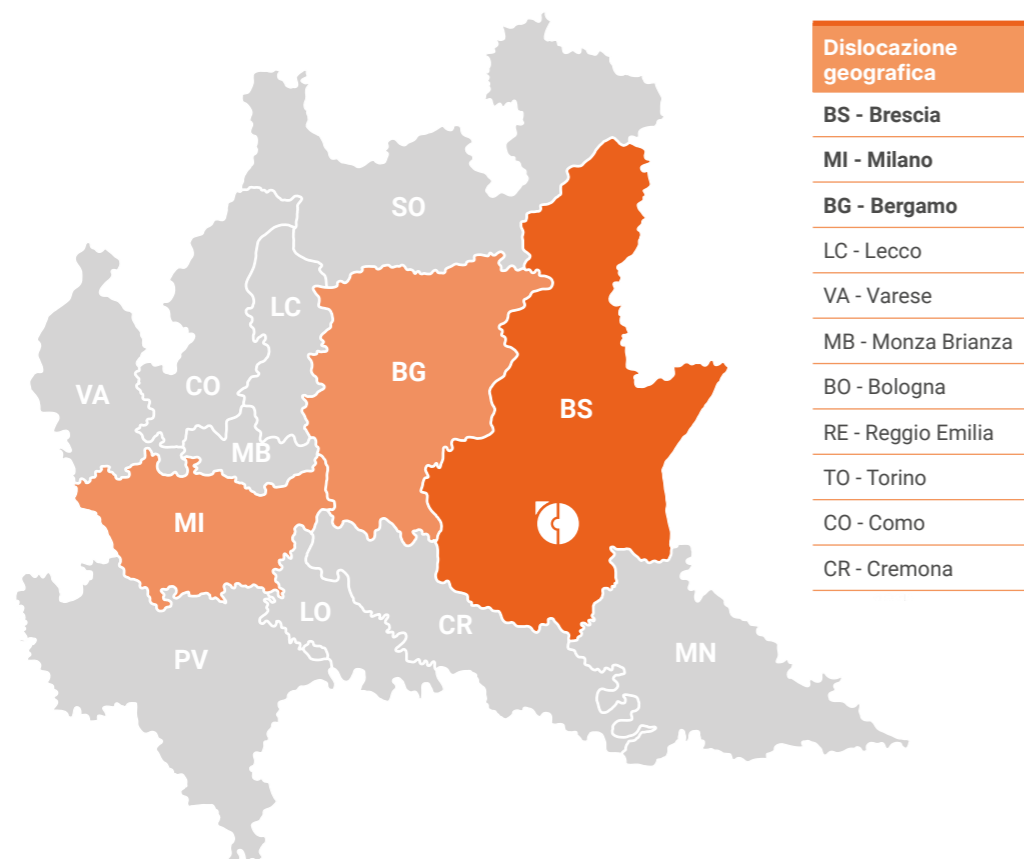 Dislocazione
geografica
BS - Brescia
MI - Milano
BG - Bergamo
LC - Lecco
VA - Varese
MB - Monza Brianza
BO - Bologna
RE - Reggio Emilia
TO - Torino
CO - Como
CR - Cremona
SO
LC
BG
VA
CO
BS
MB
MI
LO
CR
PV
MN